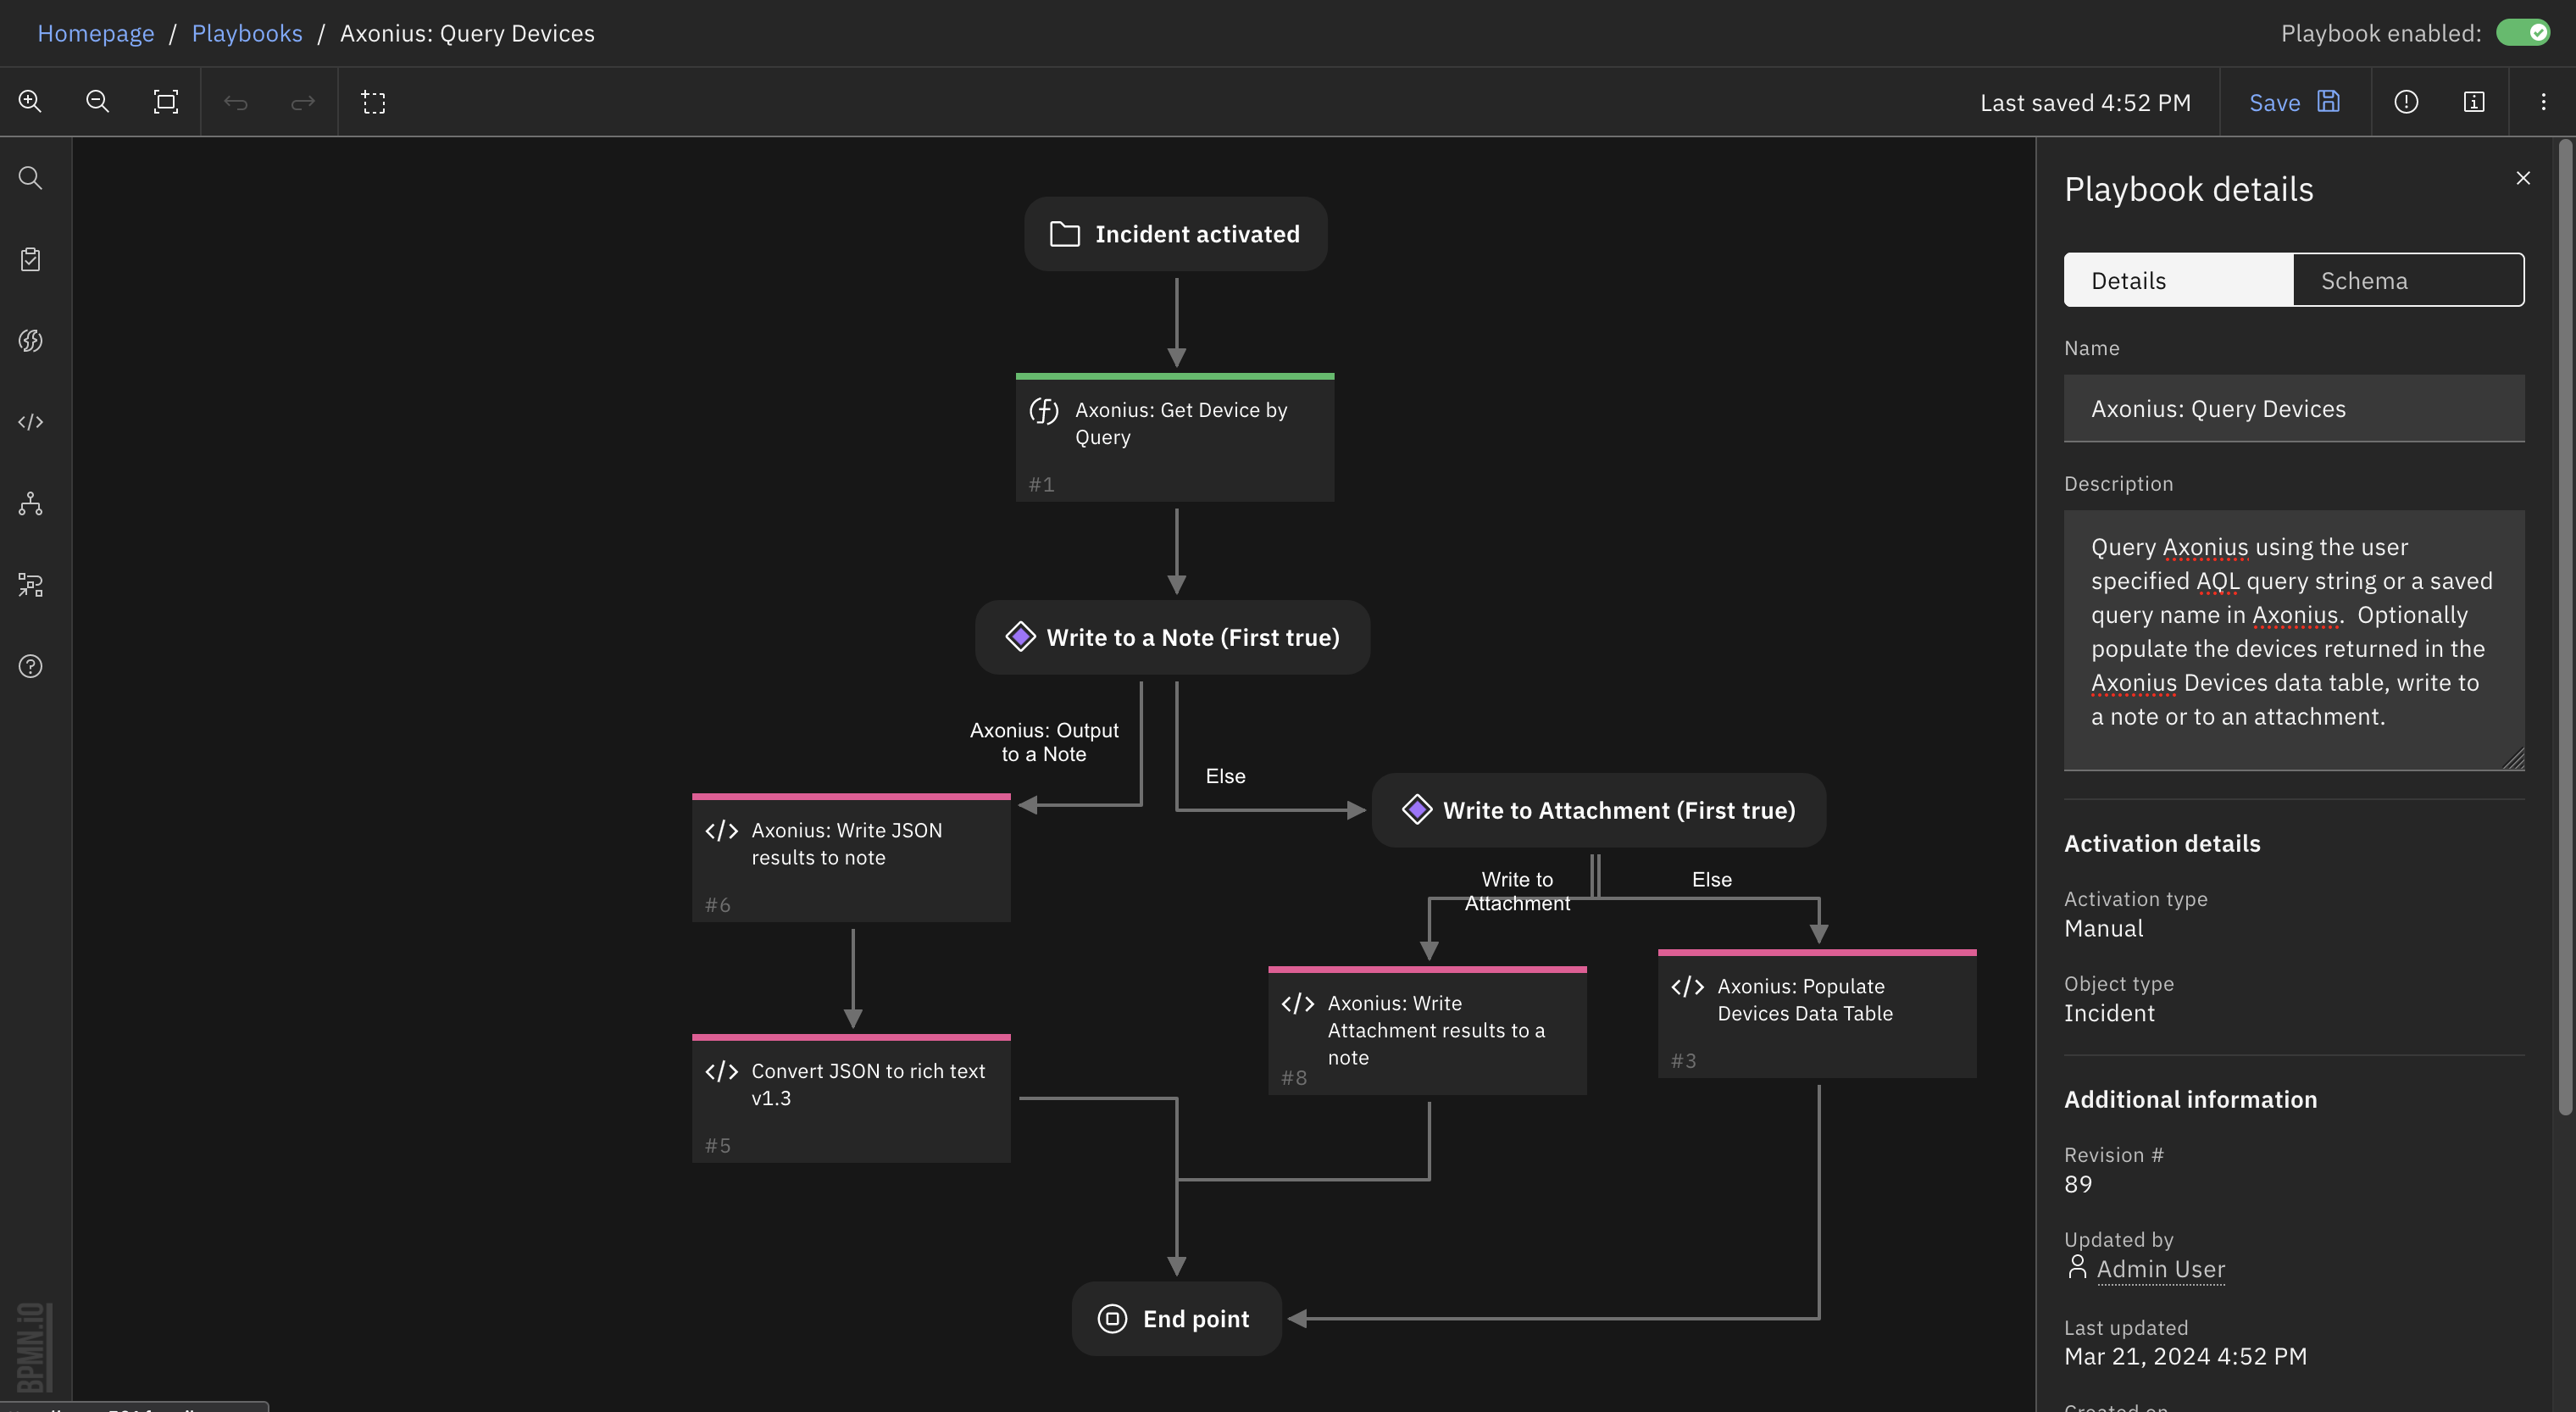 Homepage / Playbooks / Axonius: Query Devices
Playbook enabled:
Last saved 4:52 PM
Save
Incident activated
Axonius: Get Device by
Query
#1
Write to a Note (First true)
Axonius: Output
to a Note
Else
Write to Attachment (First true)
Axonius: Write JSON
results to note
#6
Write to
Attachment
Else
Axonius: Write
Attachment results to a
note
#8
Axonius: Populate
Devices Data Table
#3
Convert JSON to rich text
v1.3
#5
End point
BPMN.iO
Playbook details
Details
Schema
Name
Axonius: Query Devices
Description
Query Axonius using the user
specified AQL query string or a saved
query name in Axonius.  Optionally
populate the devices returned in the
Axonius Devices data table, write to
a note or to an attachment.
Activation details
Activation type
Manual
Object type
Incident
Additional information
Revision #
89
Updated by
Admin User
Last updated
Mar 21, 2024 4:52 PM
Created on